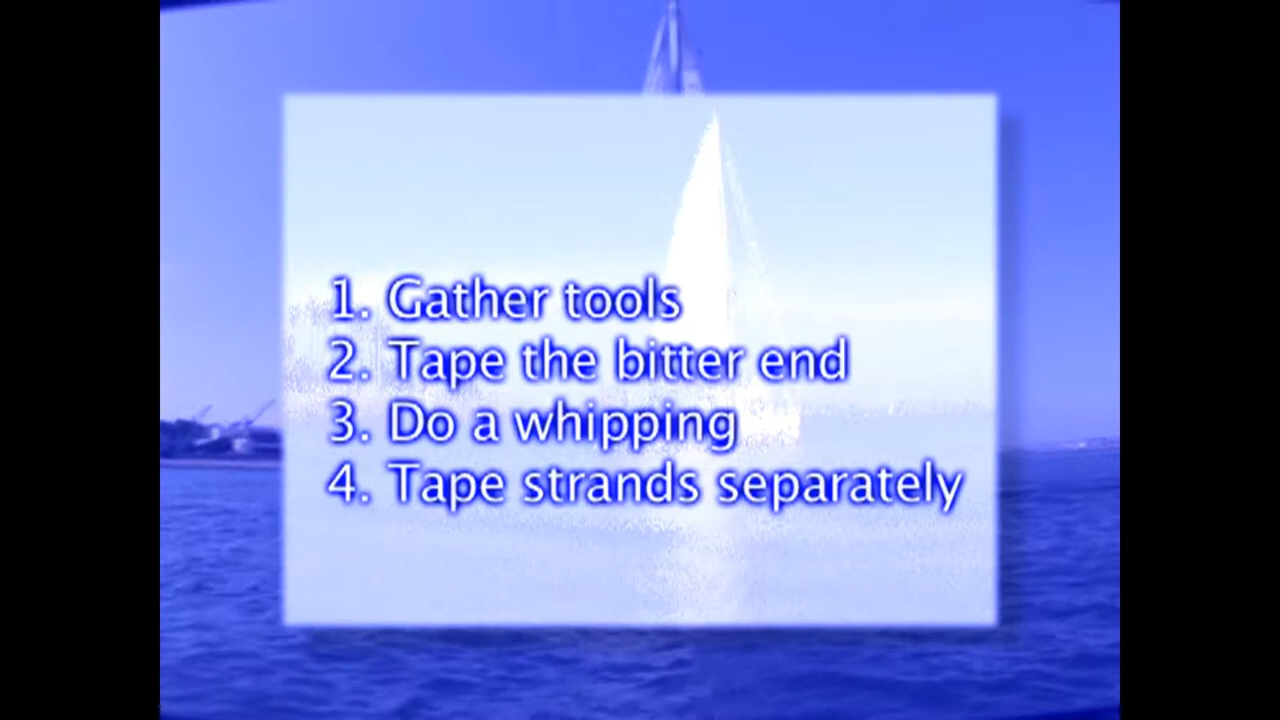 1. Gather tools
2. Tape the bitter end
3. Do a whipping
4. Tape strands separately